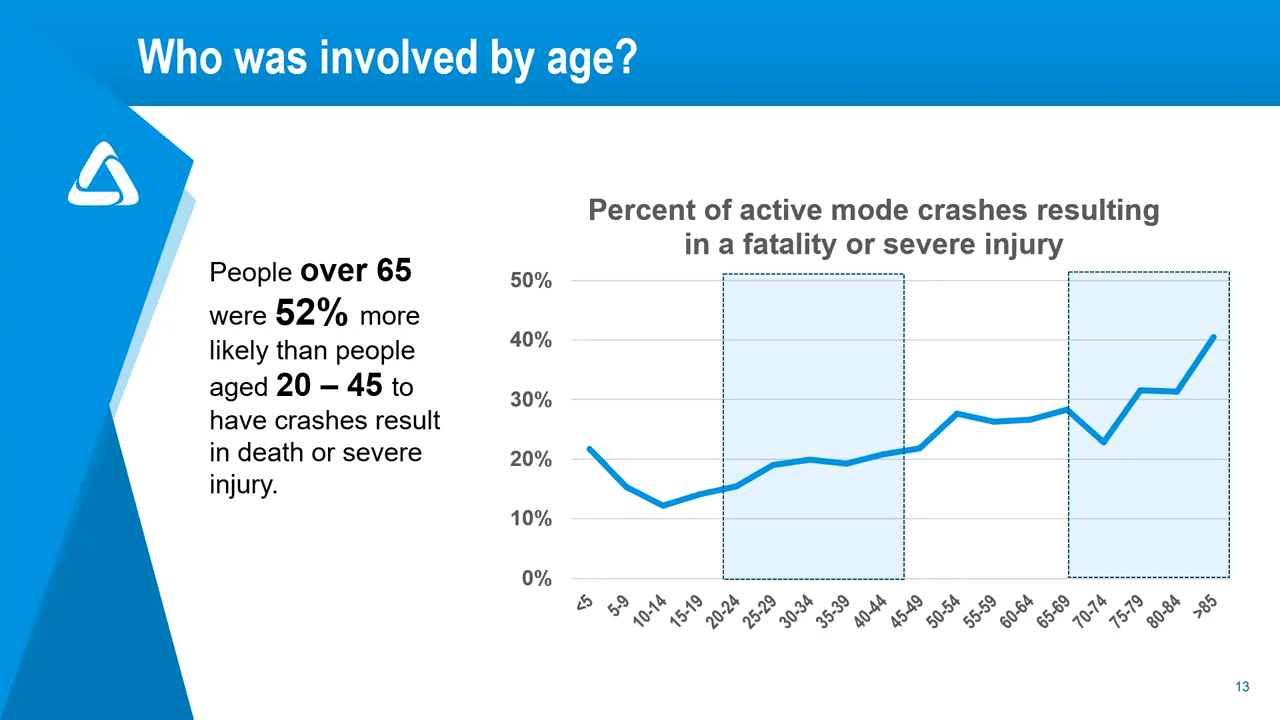 Who was involved by age?
People over 65
were 52% more
likely than people
aged 20 – 45 to
have crashes result
in death or severe
injury.
Percent of active mode crashes resulting
in a fatality or severe injury
50%
40%
30%
20%
10%
0%
<5 5-9 10-14 15-19 20-24 25-29 30-34 35-39 40-44 45-49 50-54 55-59 60-64 65-69 70-74 75-79 80-84 >85
13